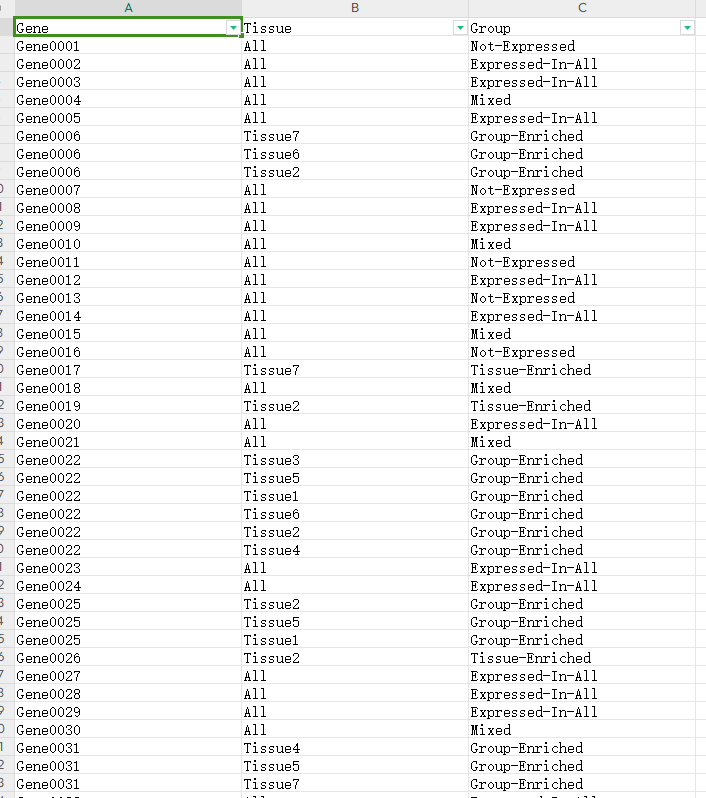 A B C
Gene Tissue Group
Gene0001 All Not-Expressed
Gene0002 All Expressed-In-All
Gene0003 All Expressed-In-All
Gene0004 All Mixed
Gene0005 All Expressed-In-All
Gene0006 Tissue7 Group-Enriched
Gene0006 Tissue6 Group-Enriched
Gene0006 Tissue2 Group-Enriched
Gene0007 All Not-Expressed
Gene0008 All Expressed-In-All
Gene0009 All Expressed-In-All
Gene0010 All Mixed
Gene0011 All Not-Expressed
Gene0012 All Expressed-In-All
Gene0013 All Not-Expressed
Gene0014 All Expressed-In-All
Gene0015 All Mixed
Gene0016 All Not-Expressed
Gene0017 Tissue7 Tissue-Enriched
Gene0018 All Mixed
Gene0019 Tissue2 Tissue-Enriched
Gene0020 All Expressed-In-All
Gene0021 All Mixed
Gene0022 Tissue3 Group-Enriched
Gene0022 Tissue5 Group-Enriched
Gene0022 Tissue1 Group-Enriched
Gene0022 Tissue6 Group-Enriched
Gene0022 Tissue2 Group-Enriched
Gene0022 Tissue4 Group-Enriched
Gene0023 All Expressed-In-All
Gene0024 All Expressed-In-All
Gene0025 Tissue2 Group-Enriched
Gene0025 Tissue5 Group-Enriched
Gene0025 Tissue1 Group-Enriched
Gene0026 Tissue2 Tissue-Enriched
Gene0027 All Expressed-In-All
Gene0028 All Expressed-In-All
Gene0029 All Expressed-In-All
Gene0030 All Mixed
Gene0031 Tissue4 Group-Enriched
Gene0031 Tissue5 Group-Enriched
Gene0031 Tissue7 Group-Enriched